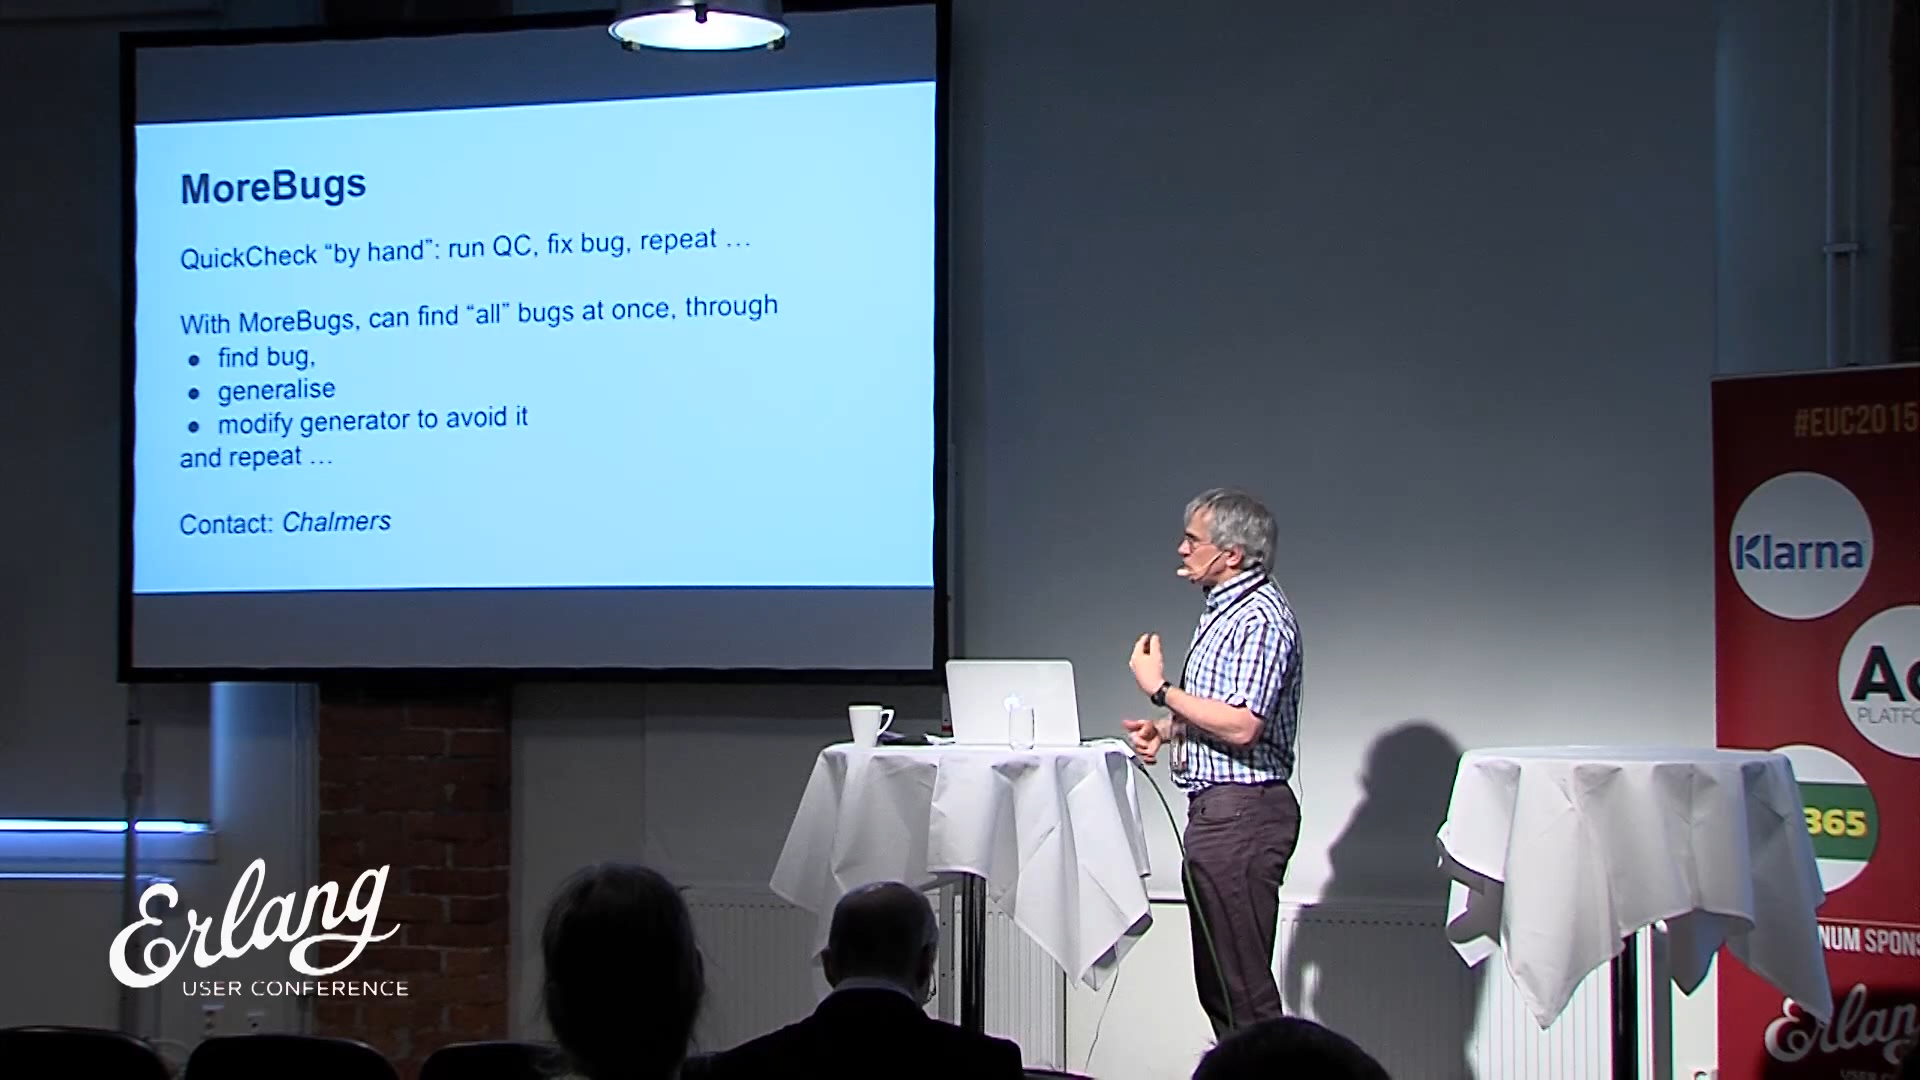 MoreBugs
QuickCheck “by hand”: run QC, fix bug, repeat …
With MoreBugs, can find “all” bugs at once, through
● find bug,
● generalise
● modify generator to avoid it
and repeat …
Contact: Chalmers
#EUC2015
Klarna
365
Erlang
USER CONFERENCE